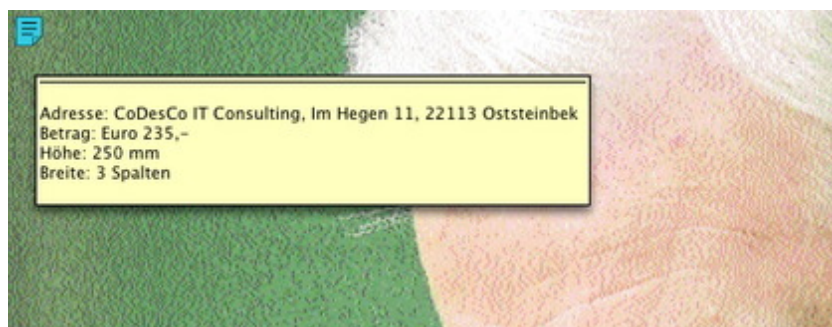 Adresse: CoDesCo IT Consulting, Im Hegen 11, 22113 Oststeinbek
Betrag: Euro 235,–
Höhe: 250 mm
Breite: 3 Spalten